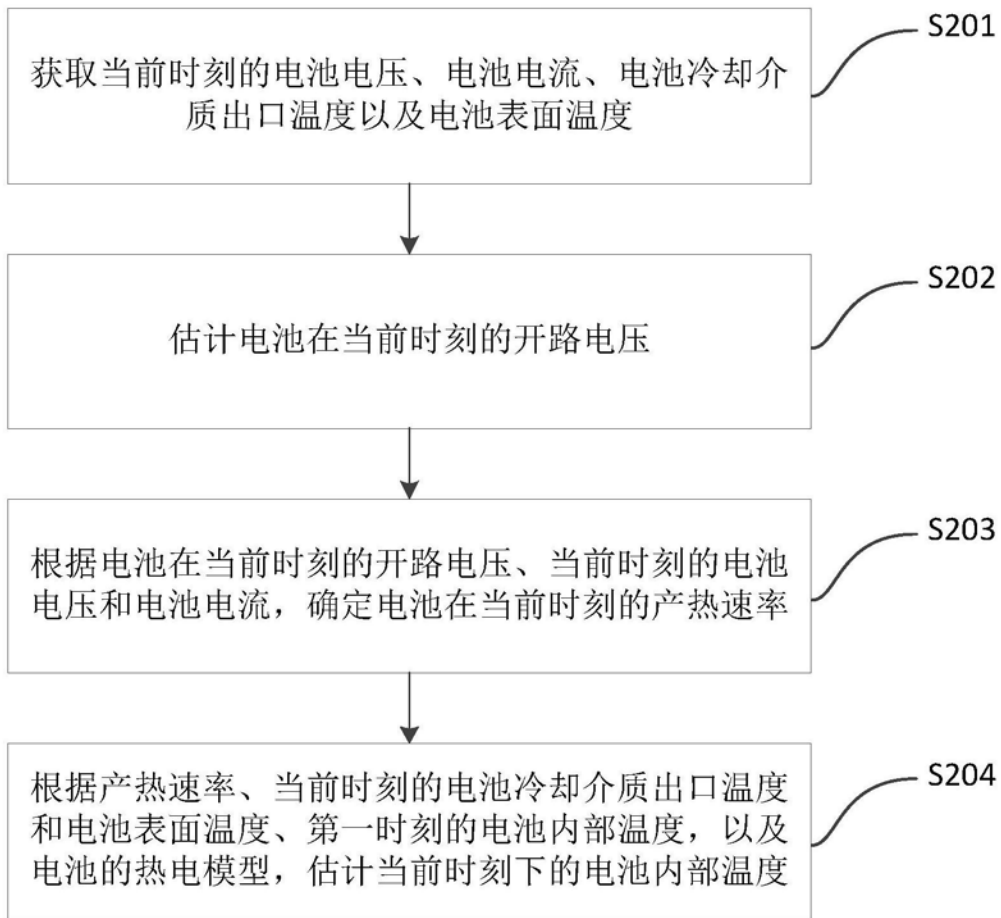 获取当前时刻的电池电压、电池电流、电池冷却介
质出口温度以及电池表面温度
S201
估计电池在当前时刻的开路电压
S202
根据电池在当前时刻的开路电压、当前时刻的电池
电压和电池电流，确定电池在当前时刻的产热速率
S203
根据产热速率、当前时刻的电池冷却介质出口温度
和电池表面温度、第一时刻的电池内部温度，以及
电池的热电模型，估计当前时刻下的电池内部温度
S204